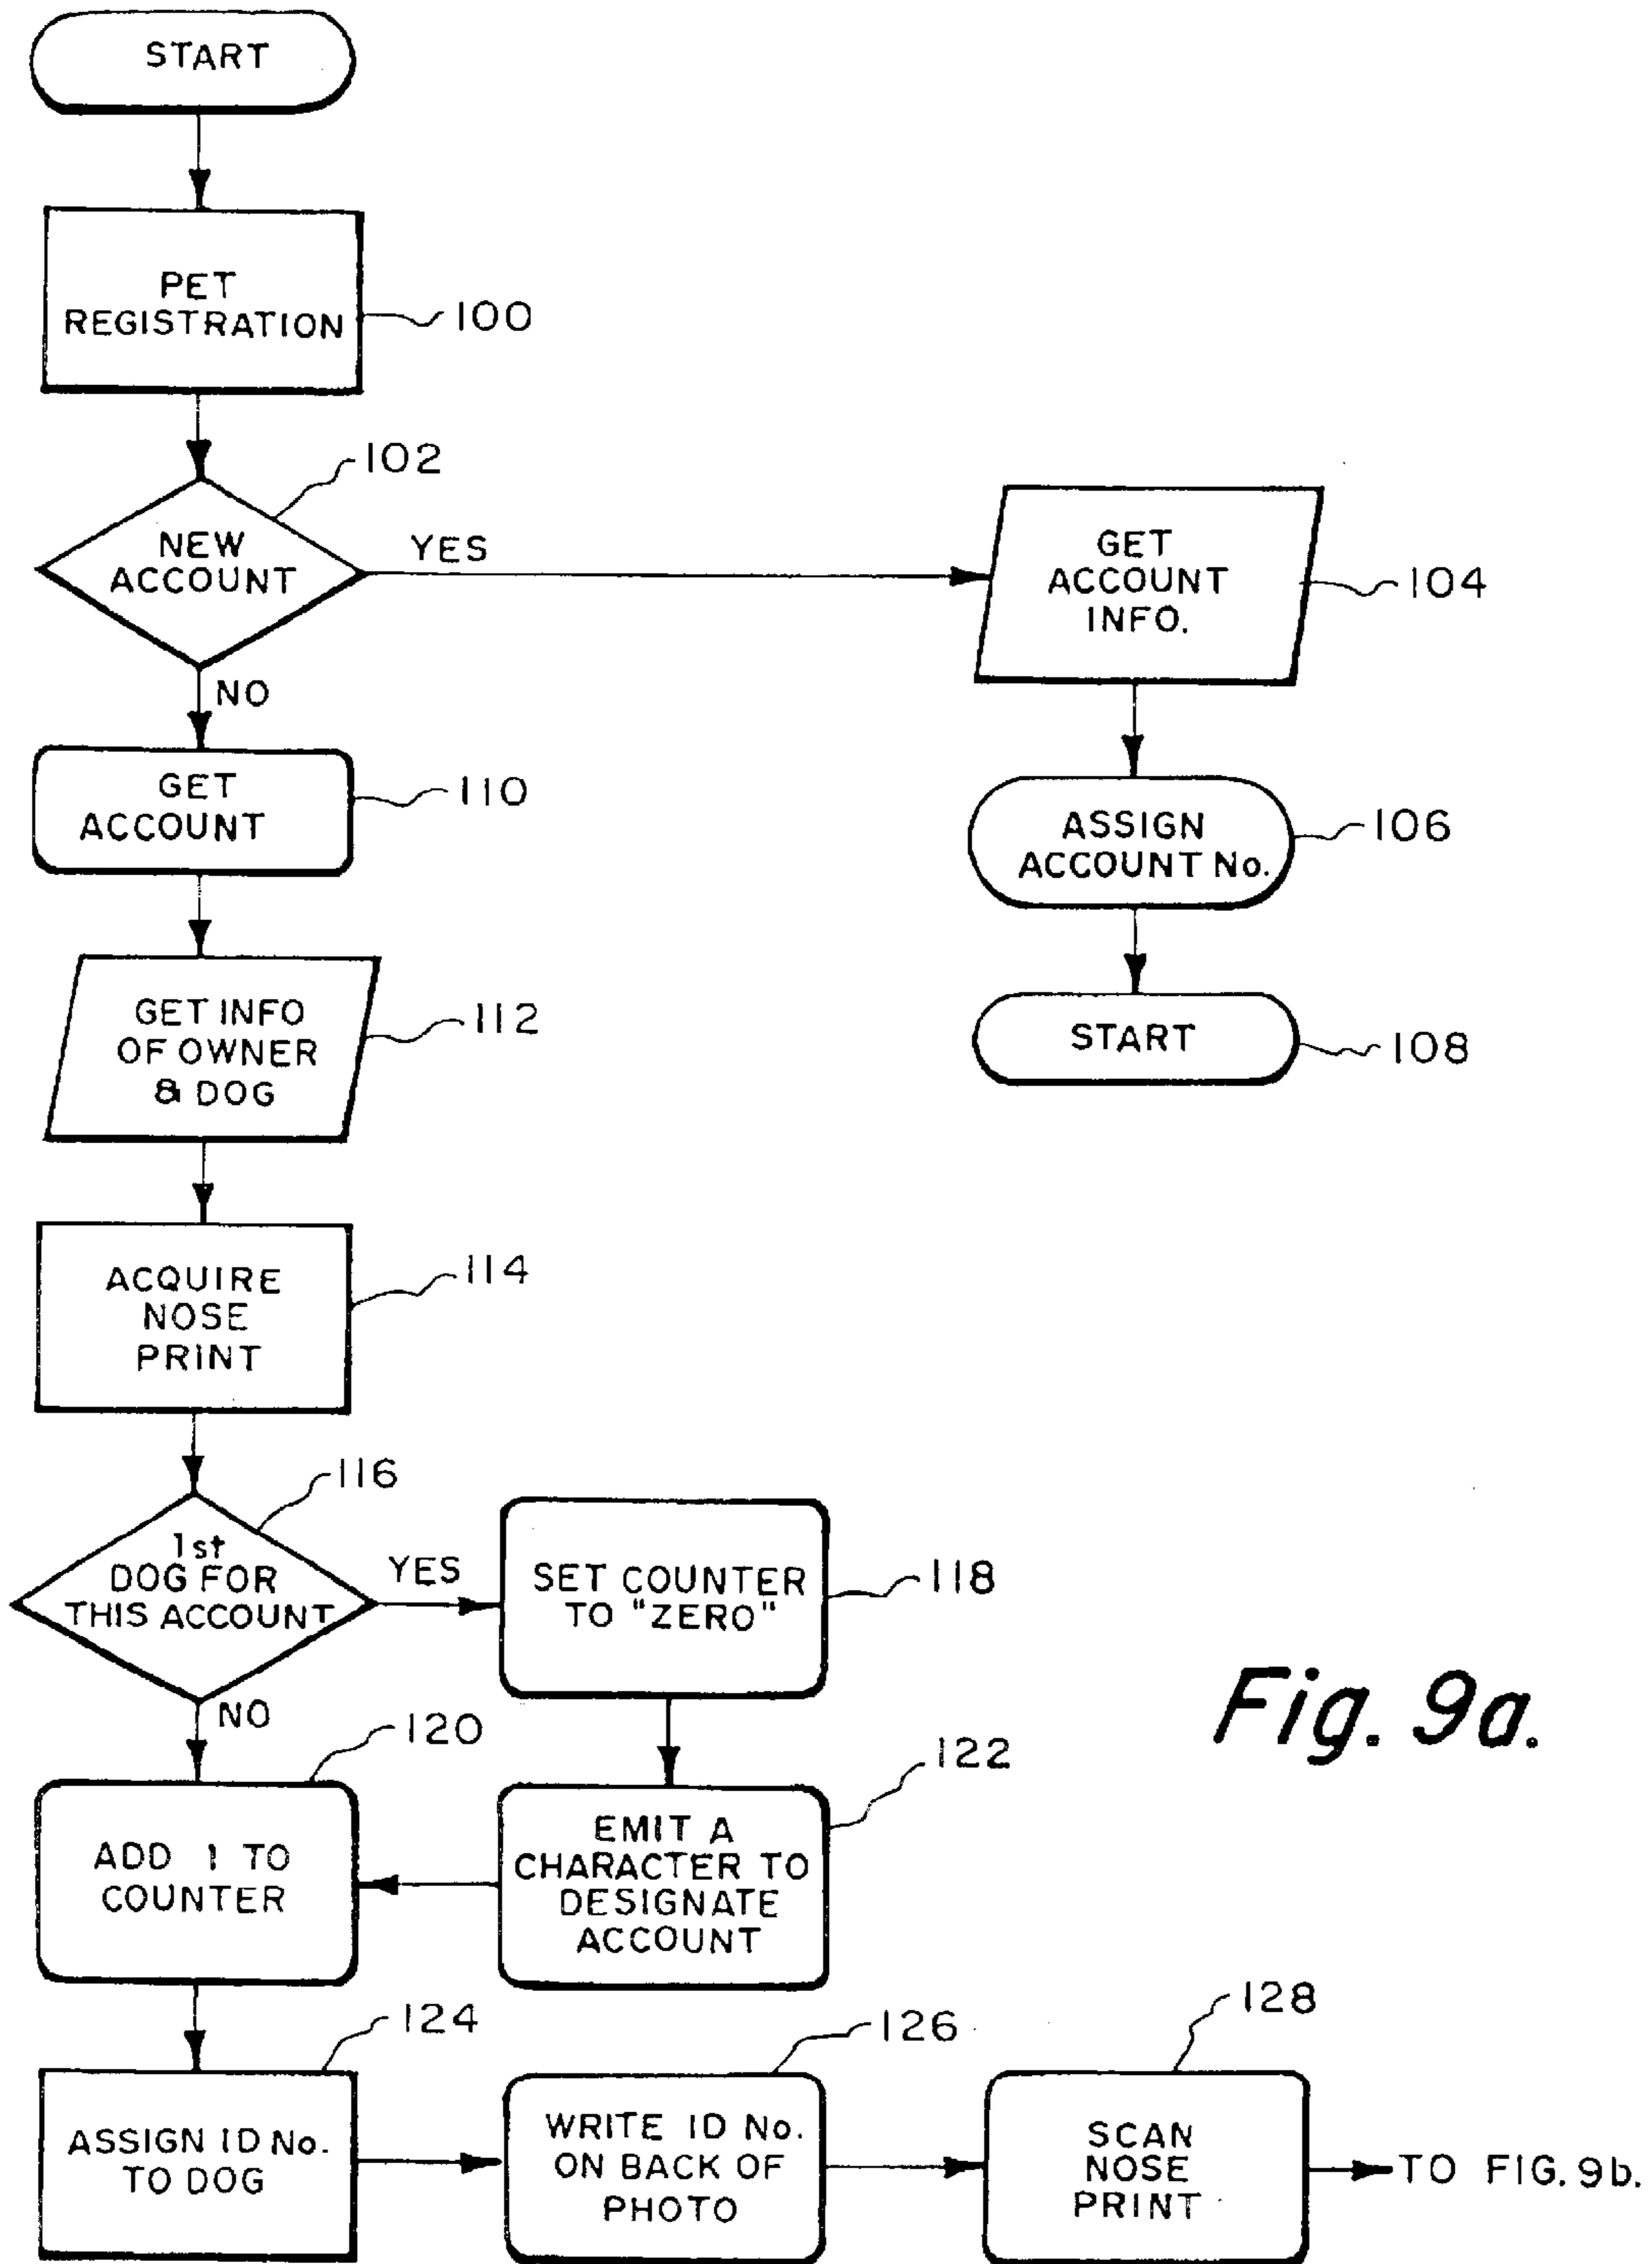 START
PET
REGISTRATION
100
102
NEW
ACCOUNT
YES
NO
GET
ACCOUNT
INFO.
104
ASSIGN
ACCOUNT No.
106
START
108
GET
ACCOUNT
110
GET INFO
OF OWNER
& DOG
112
ACQUIRE
NOSE
PRINT
114
116
1st
DOG FOR
THIS ACCOUNT
YES
NO
SET COUNTER
TO "ZERO"
118
120
ADD 1 TO
COUNTER
122
EMIT A
CHARACTER TO
DESIGNATE
ACCOUNT
Fig. 9a.
124
ASSIGN ID No.
TO DOG
126
WRITE ID No.
ON BACK OF
PHOTO
128
SCAN
NOSE
PRINT
TO FIG. 9b.